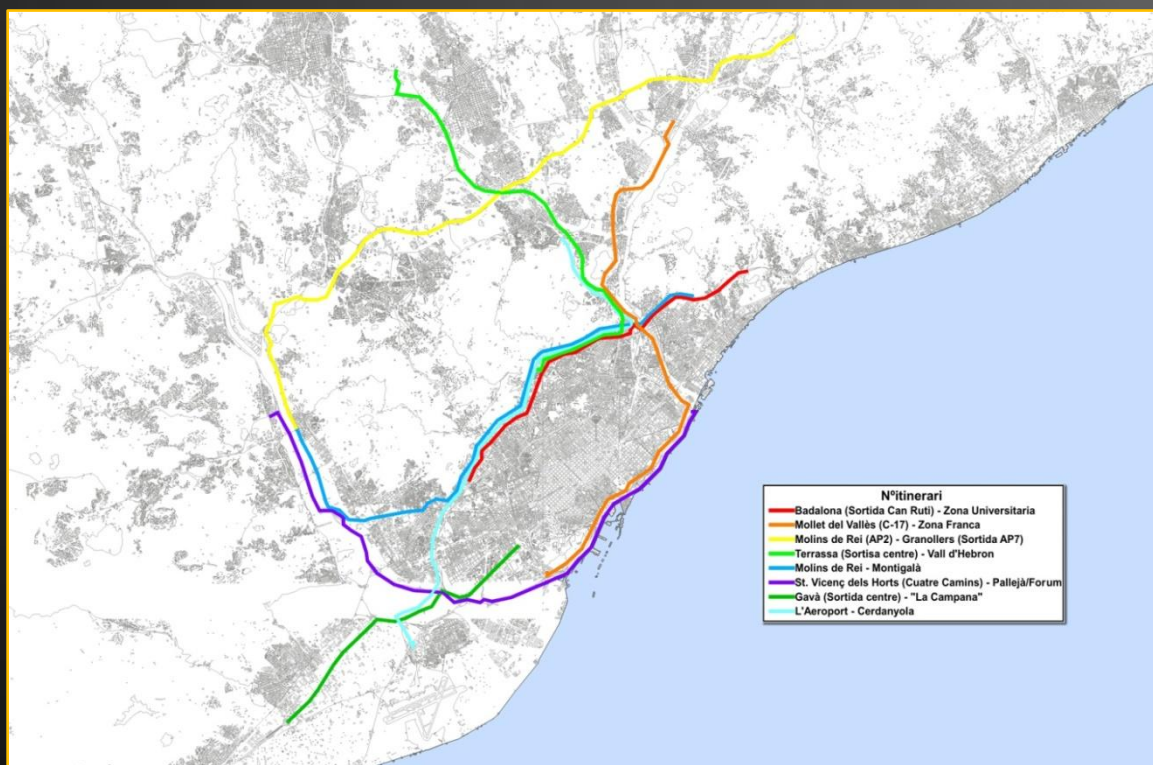 NºItinerari
Badalona (Sortida Can Ruti) - Zona Universitaria
Mollet del Vallès (C-17) - Zona Franca
Molins de Rei (AP2) - Granollers (Sortida AP7)
Terrassa (Sortisa centre) - Vall d'Hebron
Molins de Rei - Montigalà
St. Vicenç dels Horts (Cuatre Camins) - Pallejà/Forum
Gavà (Sortida centre) - "La Campana"
L'Aeroport - Cerdanyola